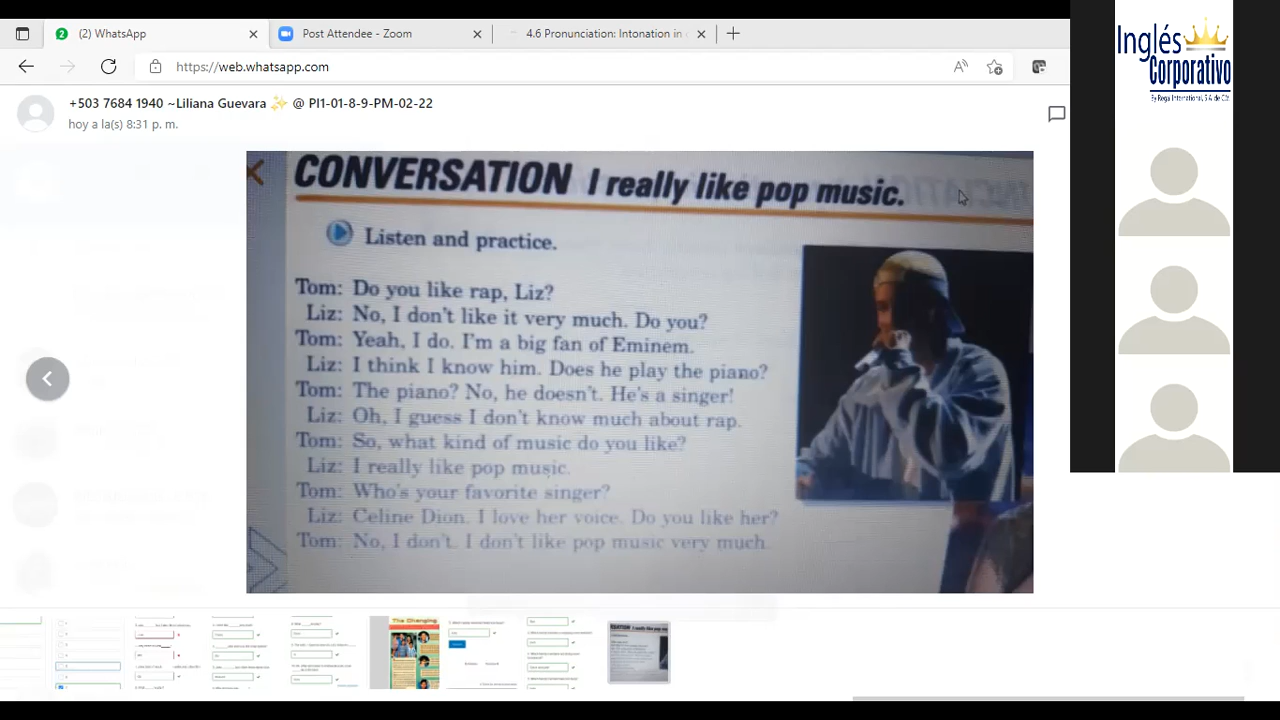 (2) WhatsApp
Post Attendee - Zoom
4.6 Pronunciation: Intonation in
https://web.whatsapp.com
+503 7684 1940 ~Liliana Guevara ✨ @ PI1-01-8-9-PM-02-22
hoy a la(s) 8:31 p. m.
Inglés
Corporativo
By Rega International, S.A de C.V.
CONVERSATION I really like pop music.
Listen and practice.
Tom: Do you like rap, Liz?
Liz: No, I don't like it very much. Do you?
Tom: Yeah, I do. I'm a big fan of Eminem.
Liz: I think I know him. Does he play the piano?
Tom: The piano? No, he doesn't. He's a singer!
Liz: Oh, I guess I don't know much about rap.
Tom: So, what kind of music do you like?
Liz: I really like pop music.
Tom: Who's your favorite singer?
Liz: Celine Dion. I love her voice. Do you like her?
Tom: No, I don't. I don't like pop music very much.
The Changing